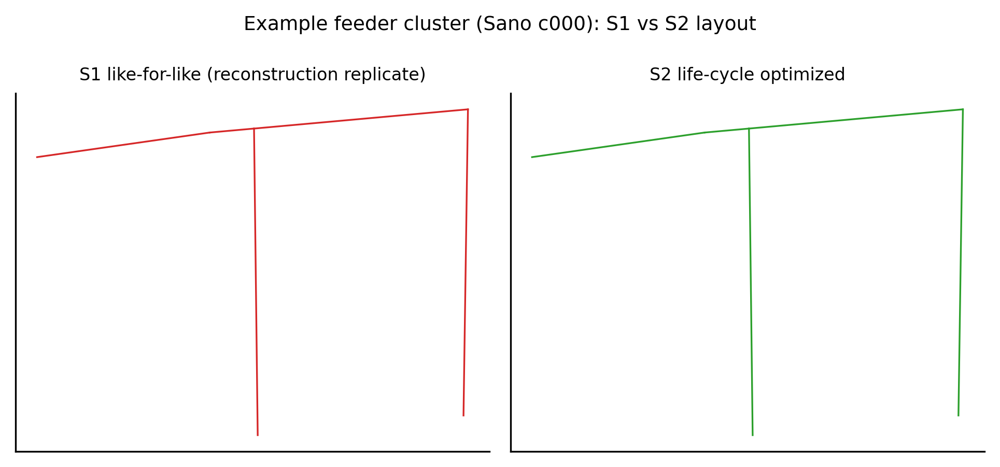 Example feeder cluster (Sano c000): S1 vs S2 layout
S1 like-for-like (reconstruction replicate)
S2 life-cycle optimized